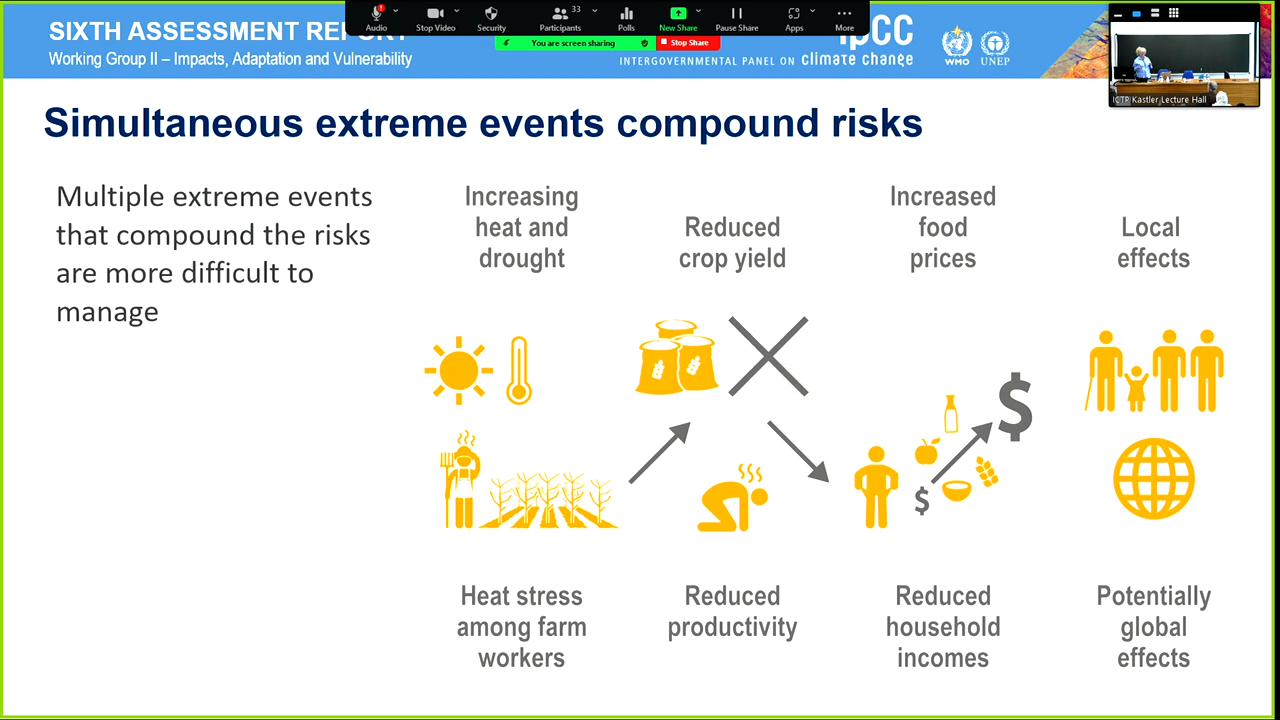 Audio
Stop Video
Security
Participants
33
Polls
New Share
Pause Share
Apps
More
You are screen sharing
Stop Share
SIXTH ASSESSMENT REPORT
Working Group II – Impacts, Adaptation and Vulnerability
ipcc
INTERGOVERNMENTAL PANEL ON climate change
WMO
UNEP
ICTP Kastler Lecture Hall
Simultaneous extreme events compound risks
Multiple extreme events
that compound the risks
are more difficult to
manage
Increasing
heat and
drought
Reduced
crop yield
Increased
food
prices
Local
effects
$
$
Heat stress
among farm
workers
Reduced
productivity
Reduced
household
incomes
Potentially
global
effects